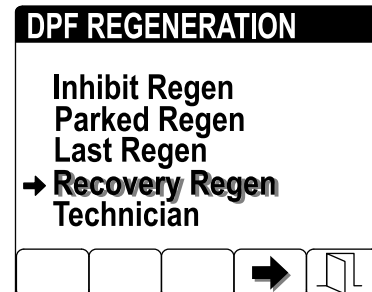 DPF REGENERATION
Inhibit Regen
Parked Regen
Last Regen
Recovery Regen
Technician